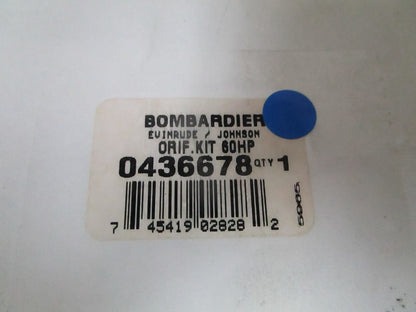 BOMBARDIER
EVINRUDE / JOHNSON
ORIF.KIT 60HP
0436678 QTY 1
7 45419 02828 2